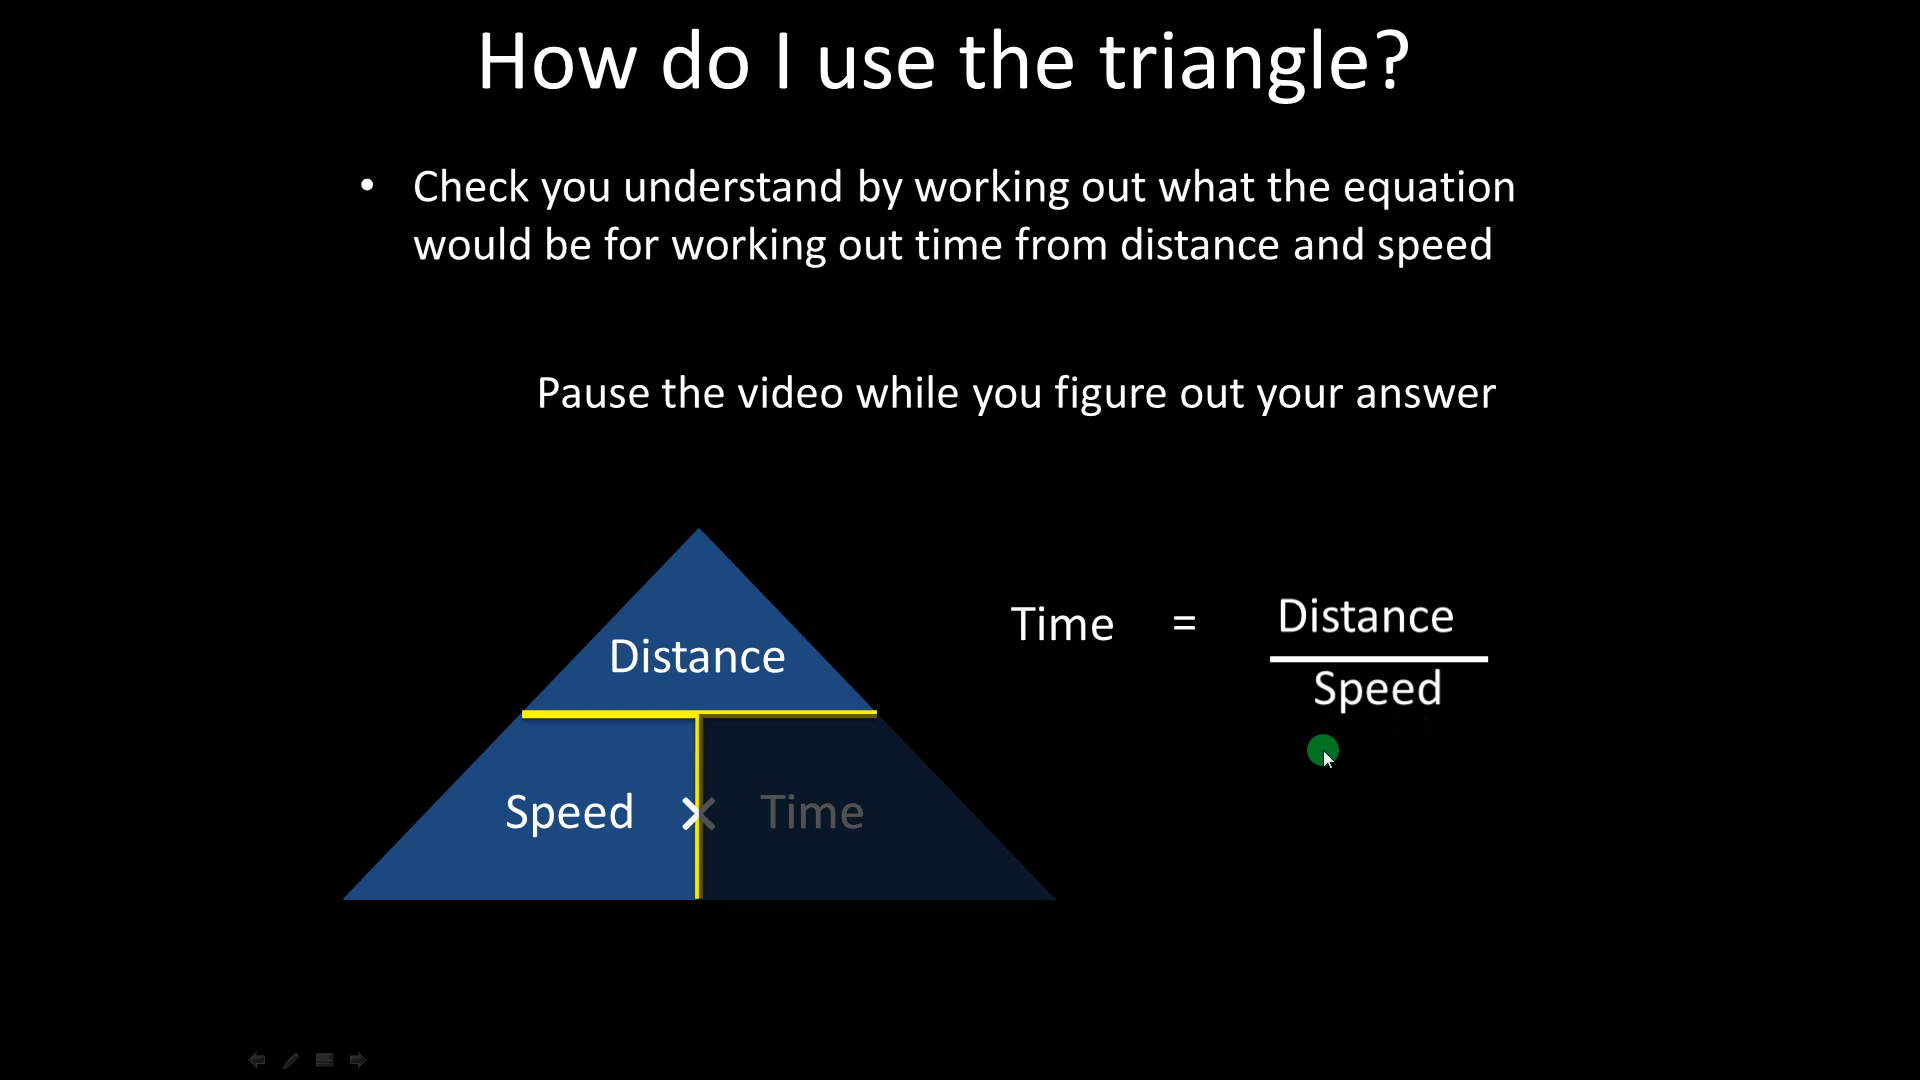 How do I use the triangle?
• Check you understand by working out what the equation
would be for working out time from distance and speed
Pause the video while you figure out your answer
Distance
Speed × Time
Time = Distance
Speed